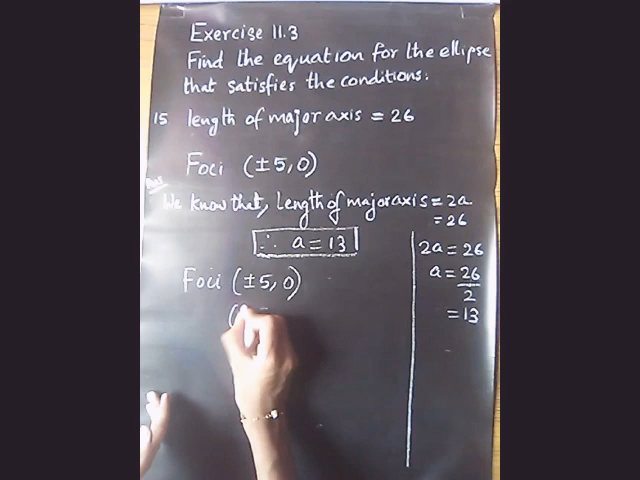 Exercise 11.3
Find the equation for the ellipse
that satisfies the conditions:
15 length of major axis = 26
Foci (±5, 0)
We know that, Length of major axis = 2a
= 26
∴ a = 13
2a = 26
a = 26/2
= 13
Foci (±5, 0)
(